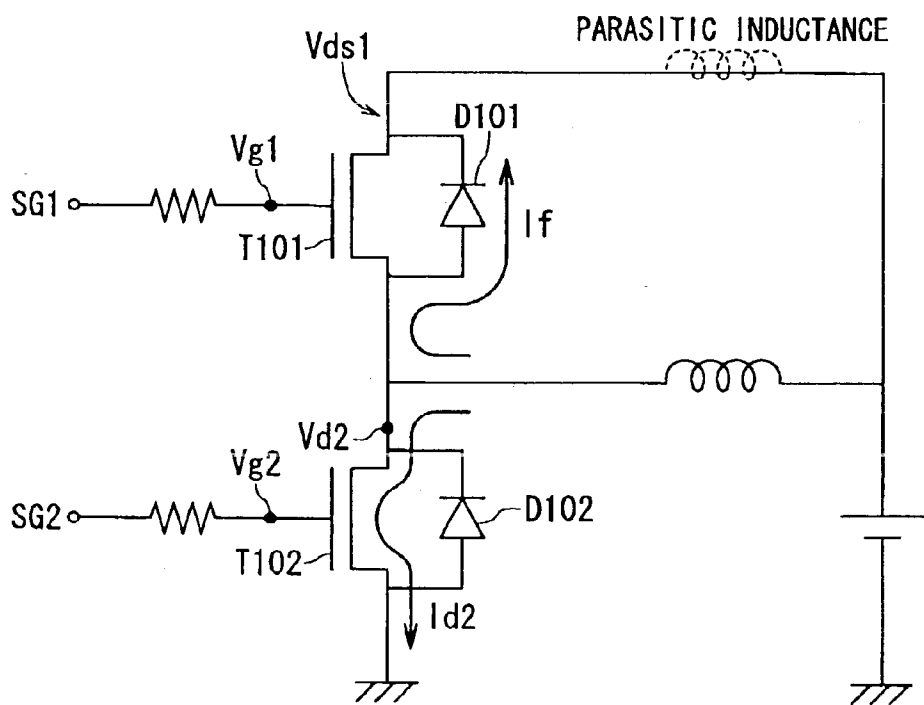 PARASITIC INDUCTANCE
Vds1
D101
Vg1
SG1
T101
If
Vd2
Vg2
SG2
D102
T102
Id2